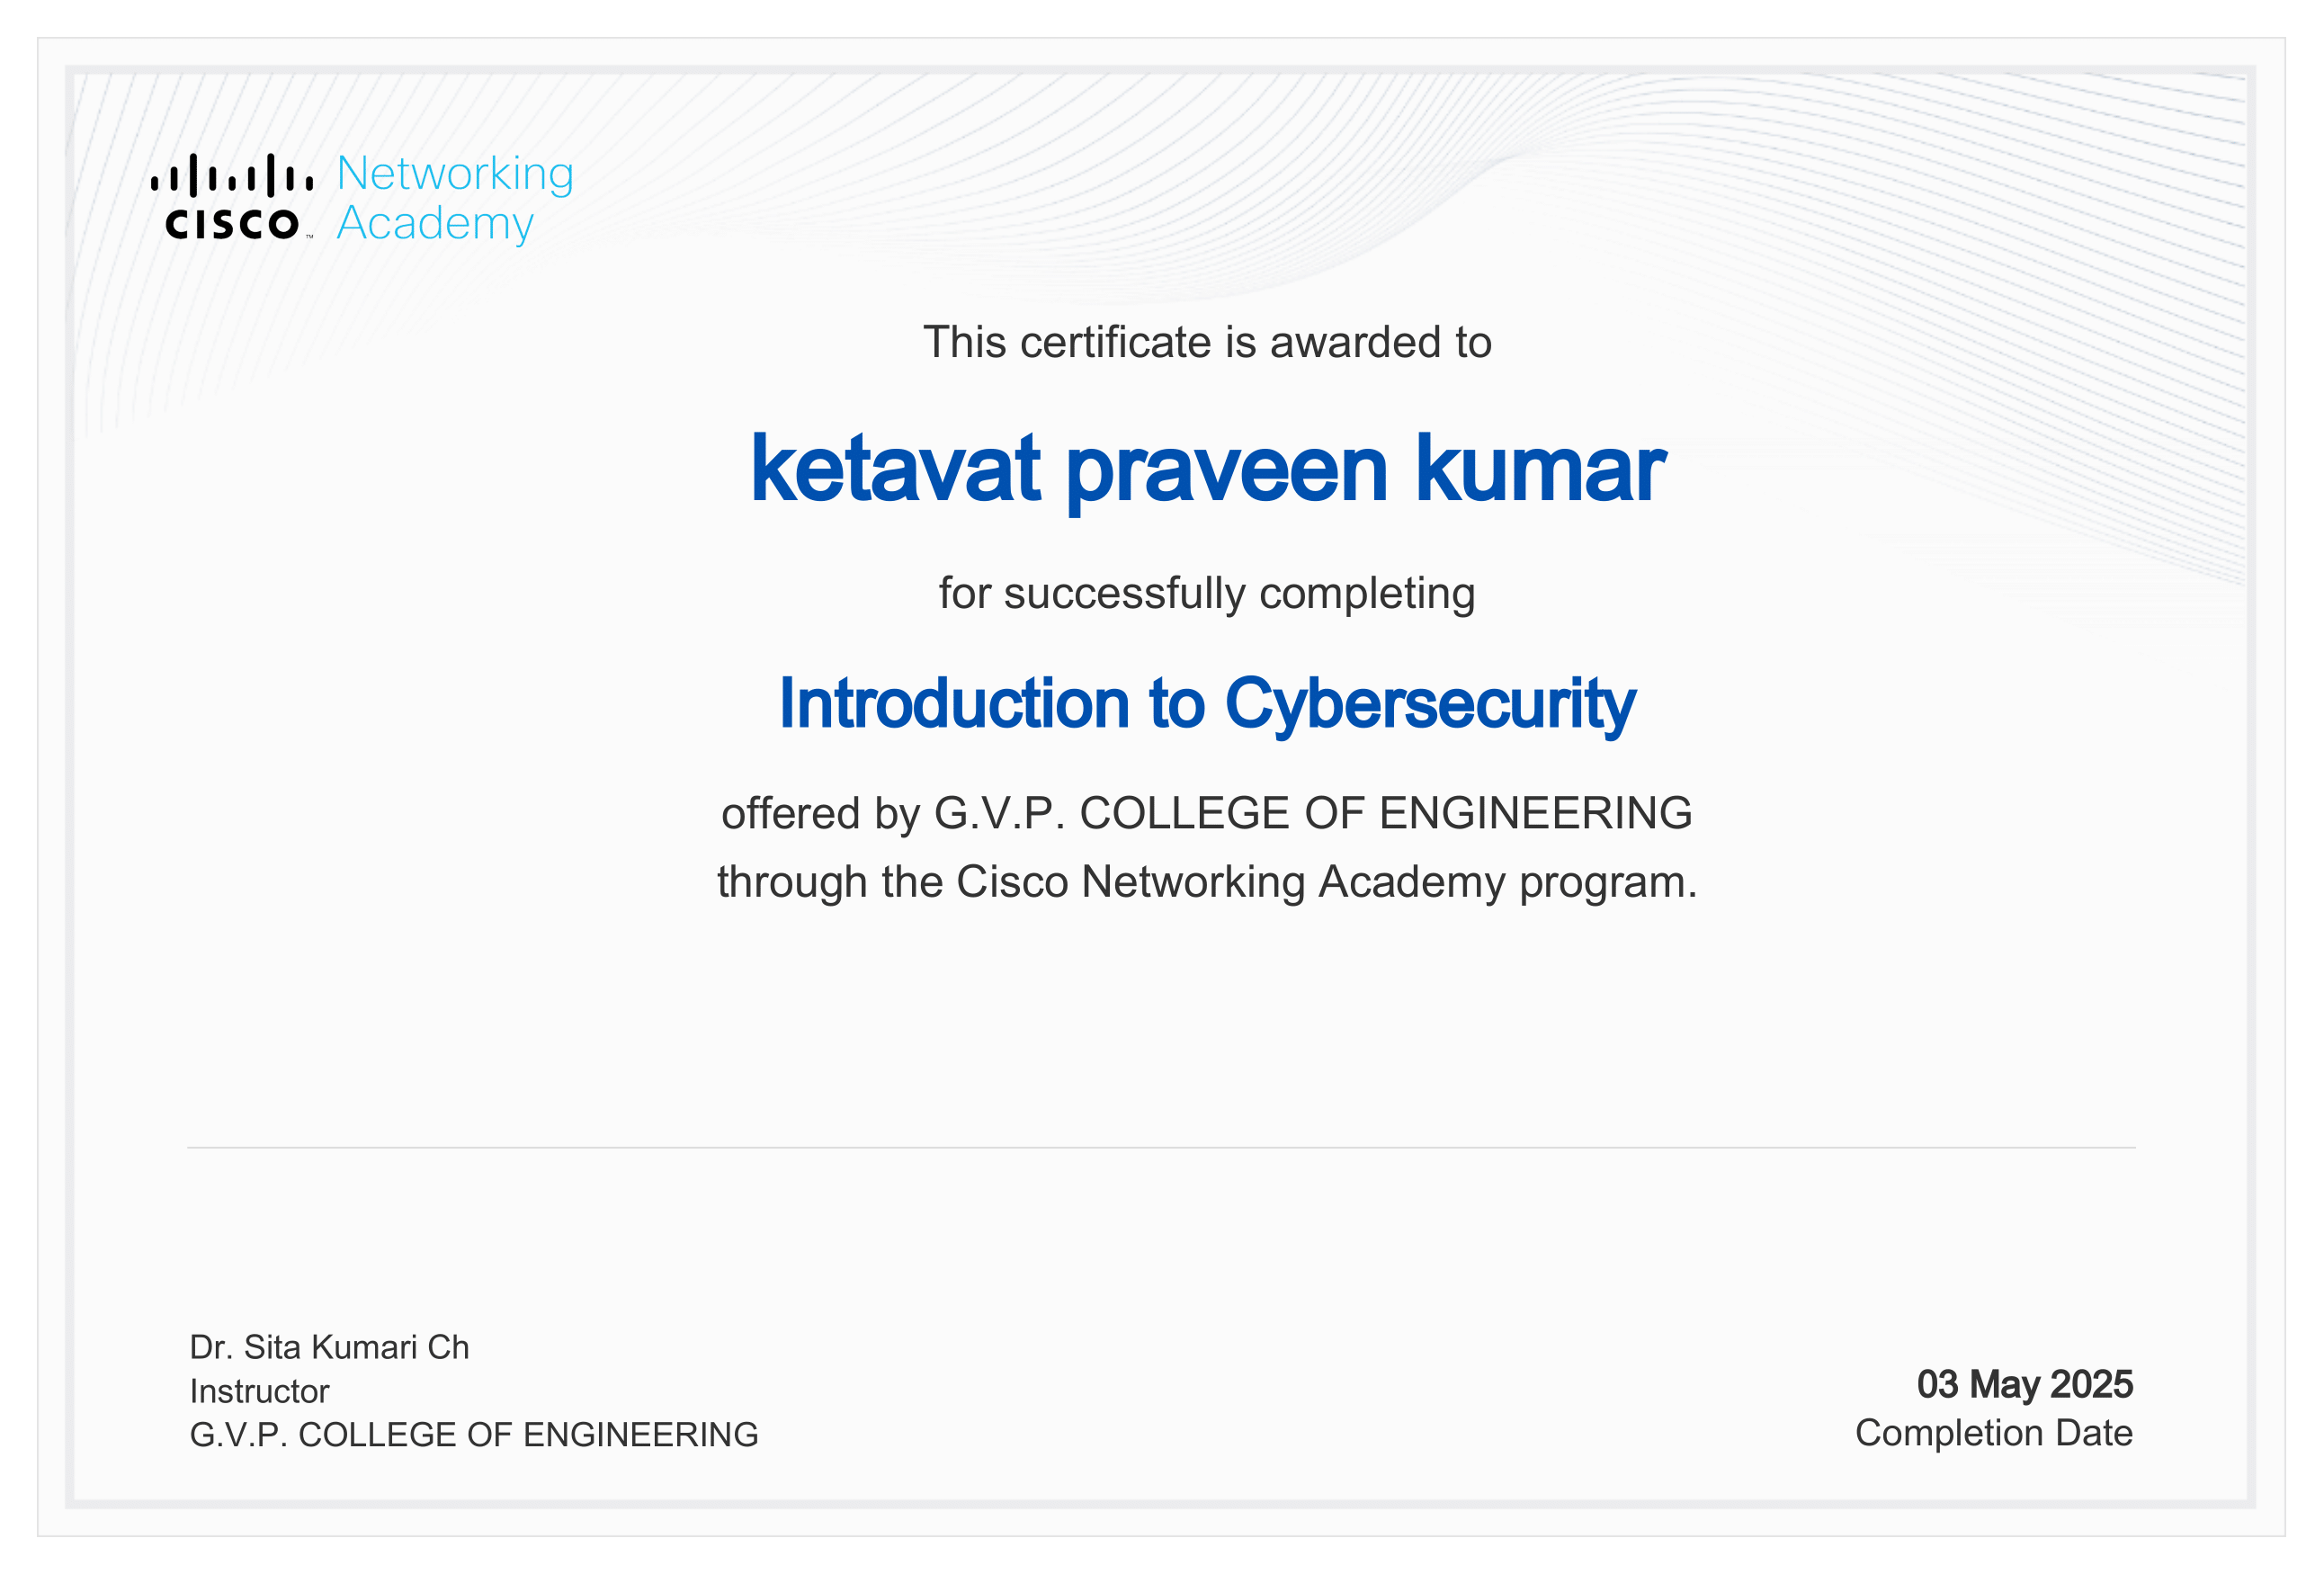 Networking
Academy
CISCO™
This certificate is awarded to
ketavat praveen kumar
for successfully completing
Introduction to Cybersecurity
offered by G.V.P. COLLEGE OF ENGINEERING
through the Cisco Networking Academy program.
Dr. Sita Kumari Ch
Instructor
G.V.P. COLLEGE OF ENGINEERING
03 May 2025
Completion Date